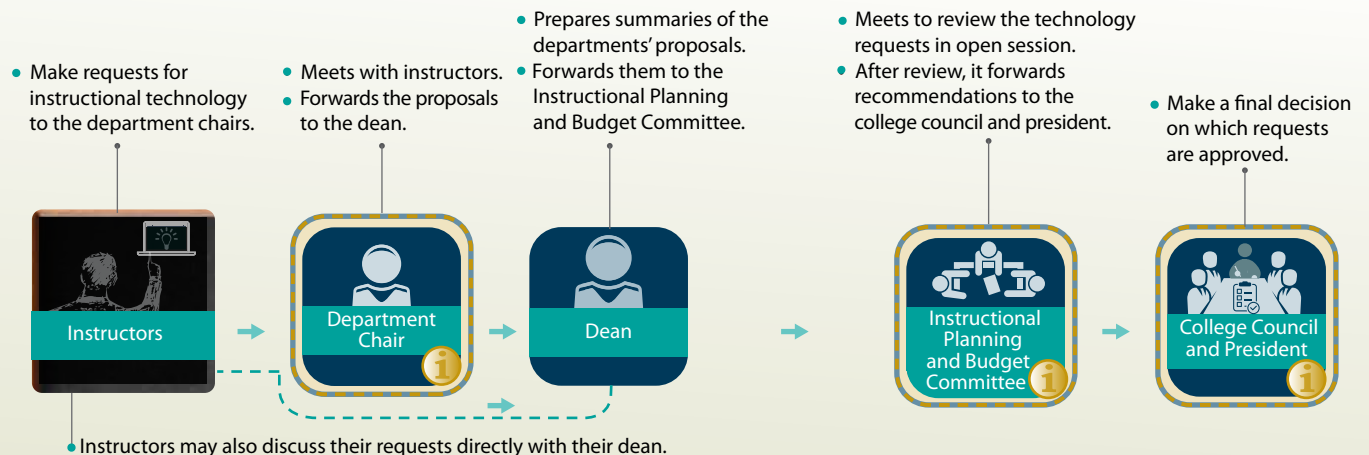 • Make requests for
instructional technology
to the department chairs.
• Meets with instructors.
• Forwards the proposals
to the dean.
• Prepares summaries of the
departments’ proposals.
• Forwards them to the
Instructional Planning
and Budget Committee.
• Meets to review the technology
requests in open session.
• After review, it forwards
recommendations to the
college council and president.
• Make a final decision
on which requests
are approved.
Instructors
Department
Chair
i
Dean
Instructional
Planning
and Budget
Committee
i
College Council
and President
i
• Instructors may also discuss their requests directly with their dean.